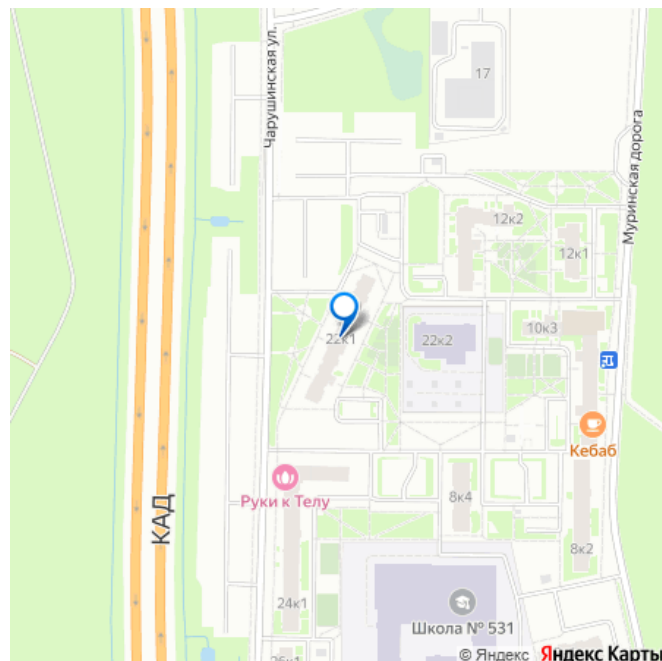 Чарушинская ул.
17
Муринская дорога
12к2
12к1
10к3
22к1
22к2
Кебаб
Руки к Телу
8к4
КАД
8к2
24к1
Школа № 531
26к1
© Яндекс Яндекс Карты